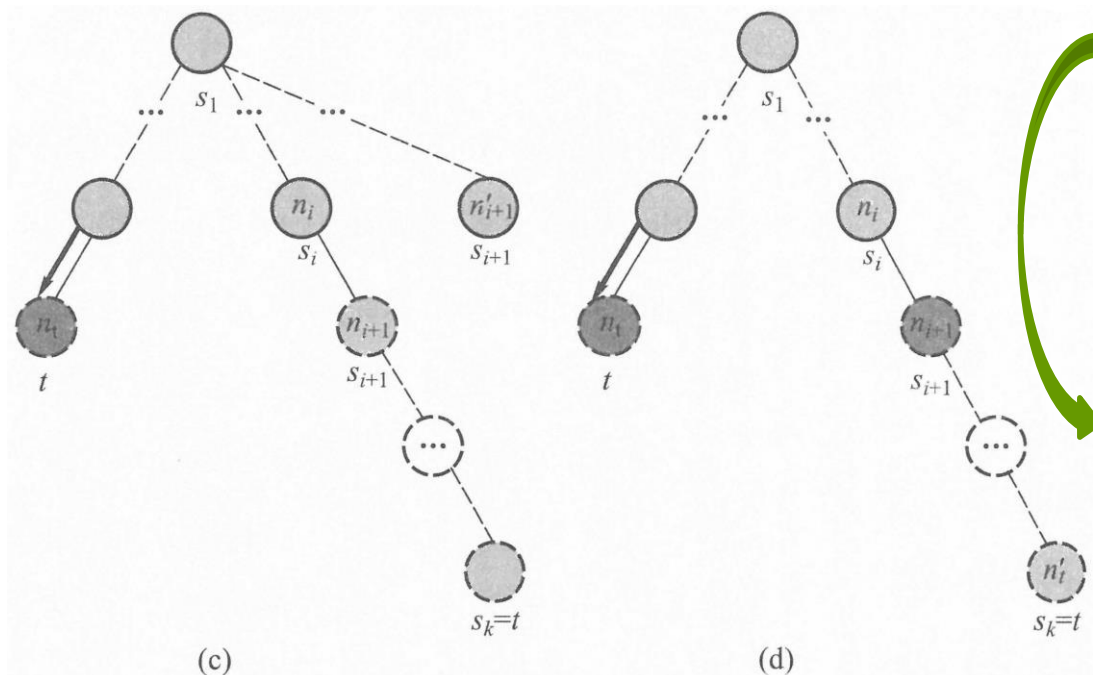 s₁
... ... ...
nᵢ n′ᵢ₊₁
sᵢ sᵢ₊₁
nₜ nᵢ₊₁
t sᵢ₊₁
...
sₖ=t
(c)
s₁
... ...
nᵢ
sᵢ
nₜ nᵢ₊₁
t sᵢ₊₁
...
n′ₜ
sₖ=t
(d)